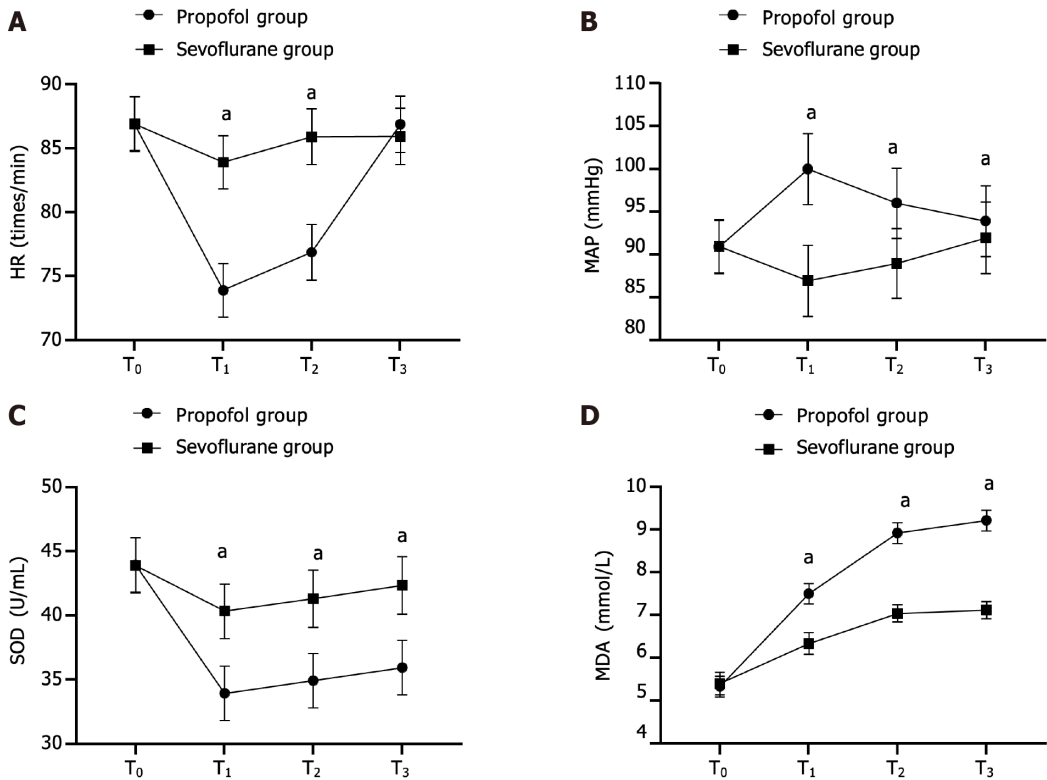 A
Propofol group
Sevoflurane group
a
a
90
85
80
75
70
HR (times/min)
T0
T1
T2
T3
B
Propofol group
Sevoflurane group
a
a
a
110
105
100
95
90
85
80
MAP (mmHg)
T0
T1
T2
T3
C
Propofol group
Sevoflurane group
a
a
a
50
45
40
35
30
SOD (U/mL)
T0
T1
T2
T3
D
Propofol group
Sevoflurane group
a
a
a
10
9
8
7
6
5
4
MDA (mmol/L)
T0
T1
T2
T3